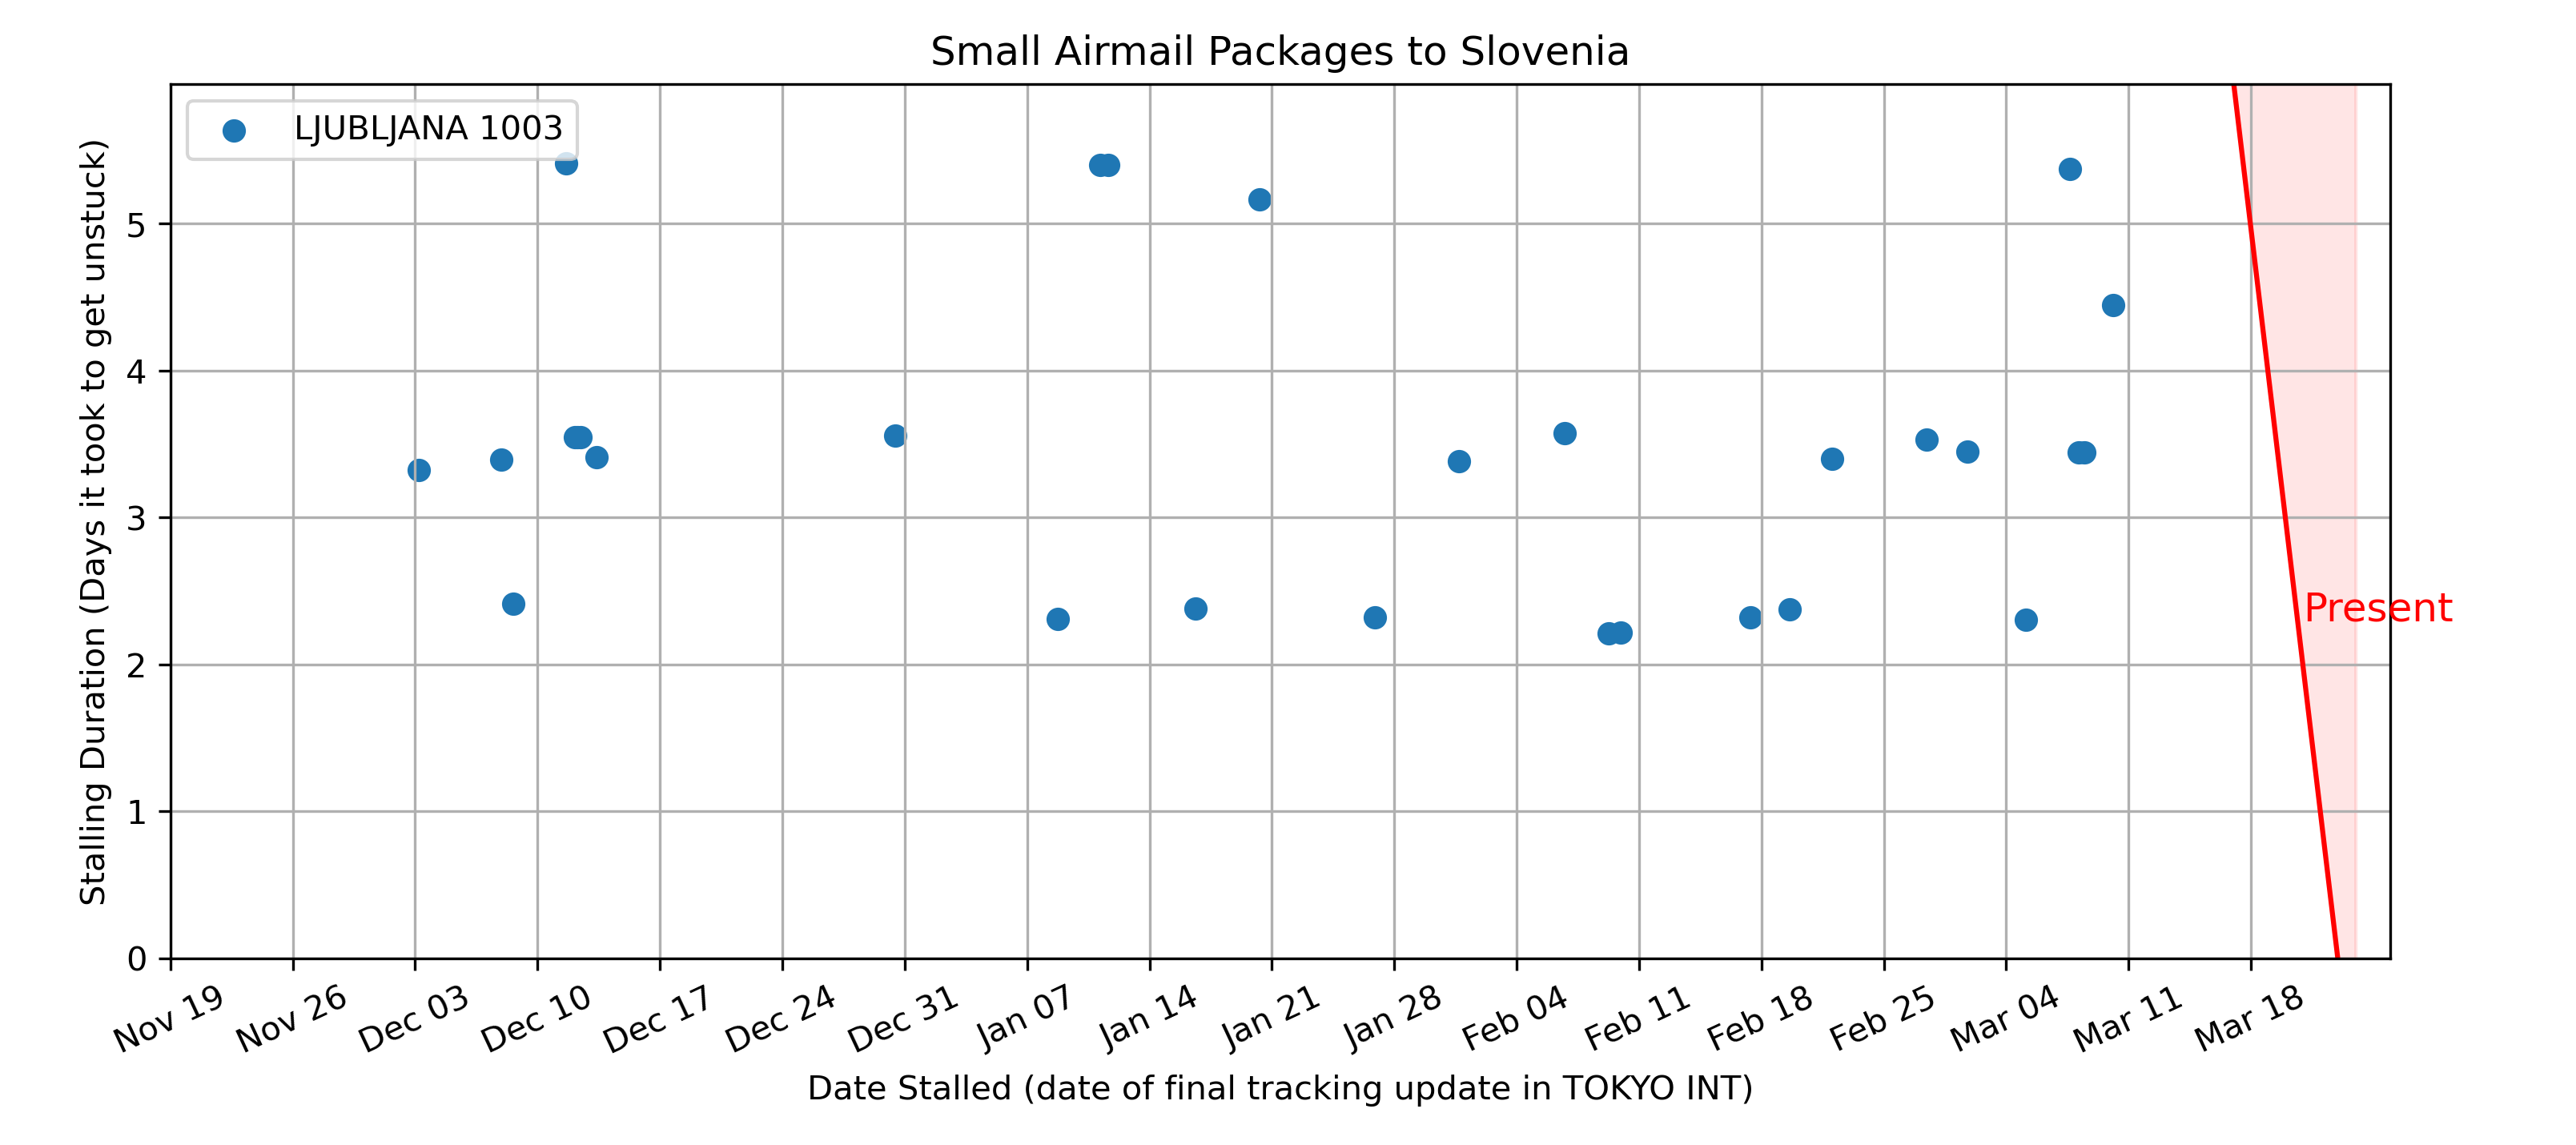 Small Airmail Packages to Slovenia
LJUBLJANA 1003
Stalling Duration (Days it took to get unstuck)
5
4
3
2
1
0
Present
Nov 19
Nov 26
Dec 03
Dec 10
Dec 17
Dec 24
Dec 31
Jan 07
Jan 14
Jan 21
Jan 28
Feb 04
Feb 11
Feb 18
Feb 25
Mar 04
Mar 11
Mar 18
Date Stalled (date of final tracking update in TOKYO INT)